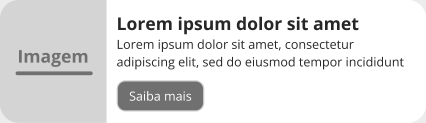 Imagem
Lorem ipsum dolor sit amet
Lorem ipsum dolor sit amet, consectetur
adipiscing elit, sed do eiusmod tempor incididunt
Saiba mais